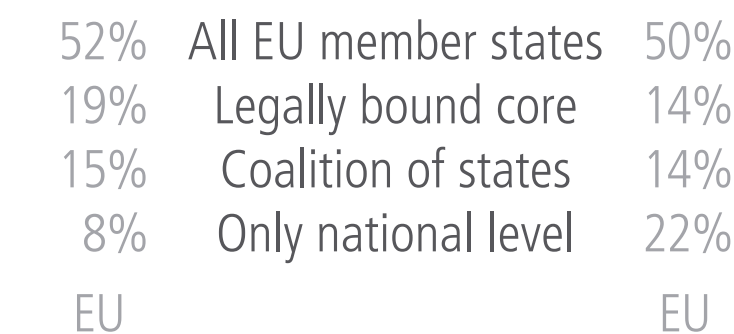 52% All EU member states 50%
19% Legally bound core 14%
15% Coalition of states 14%
8% Only national level 22%
EU EU